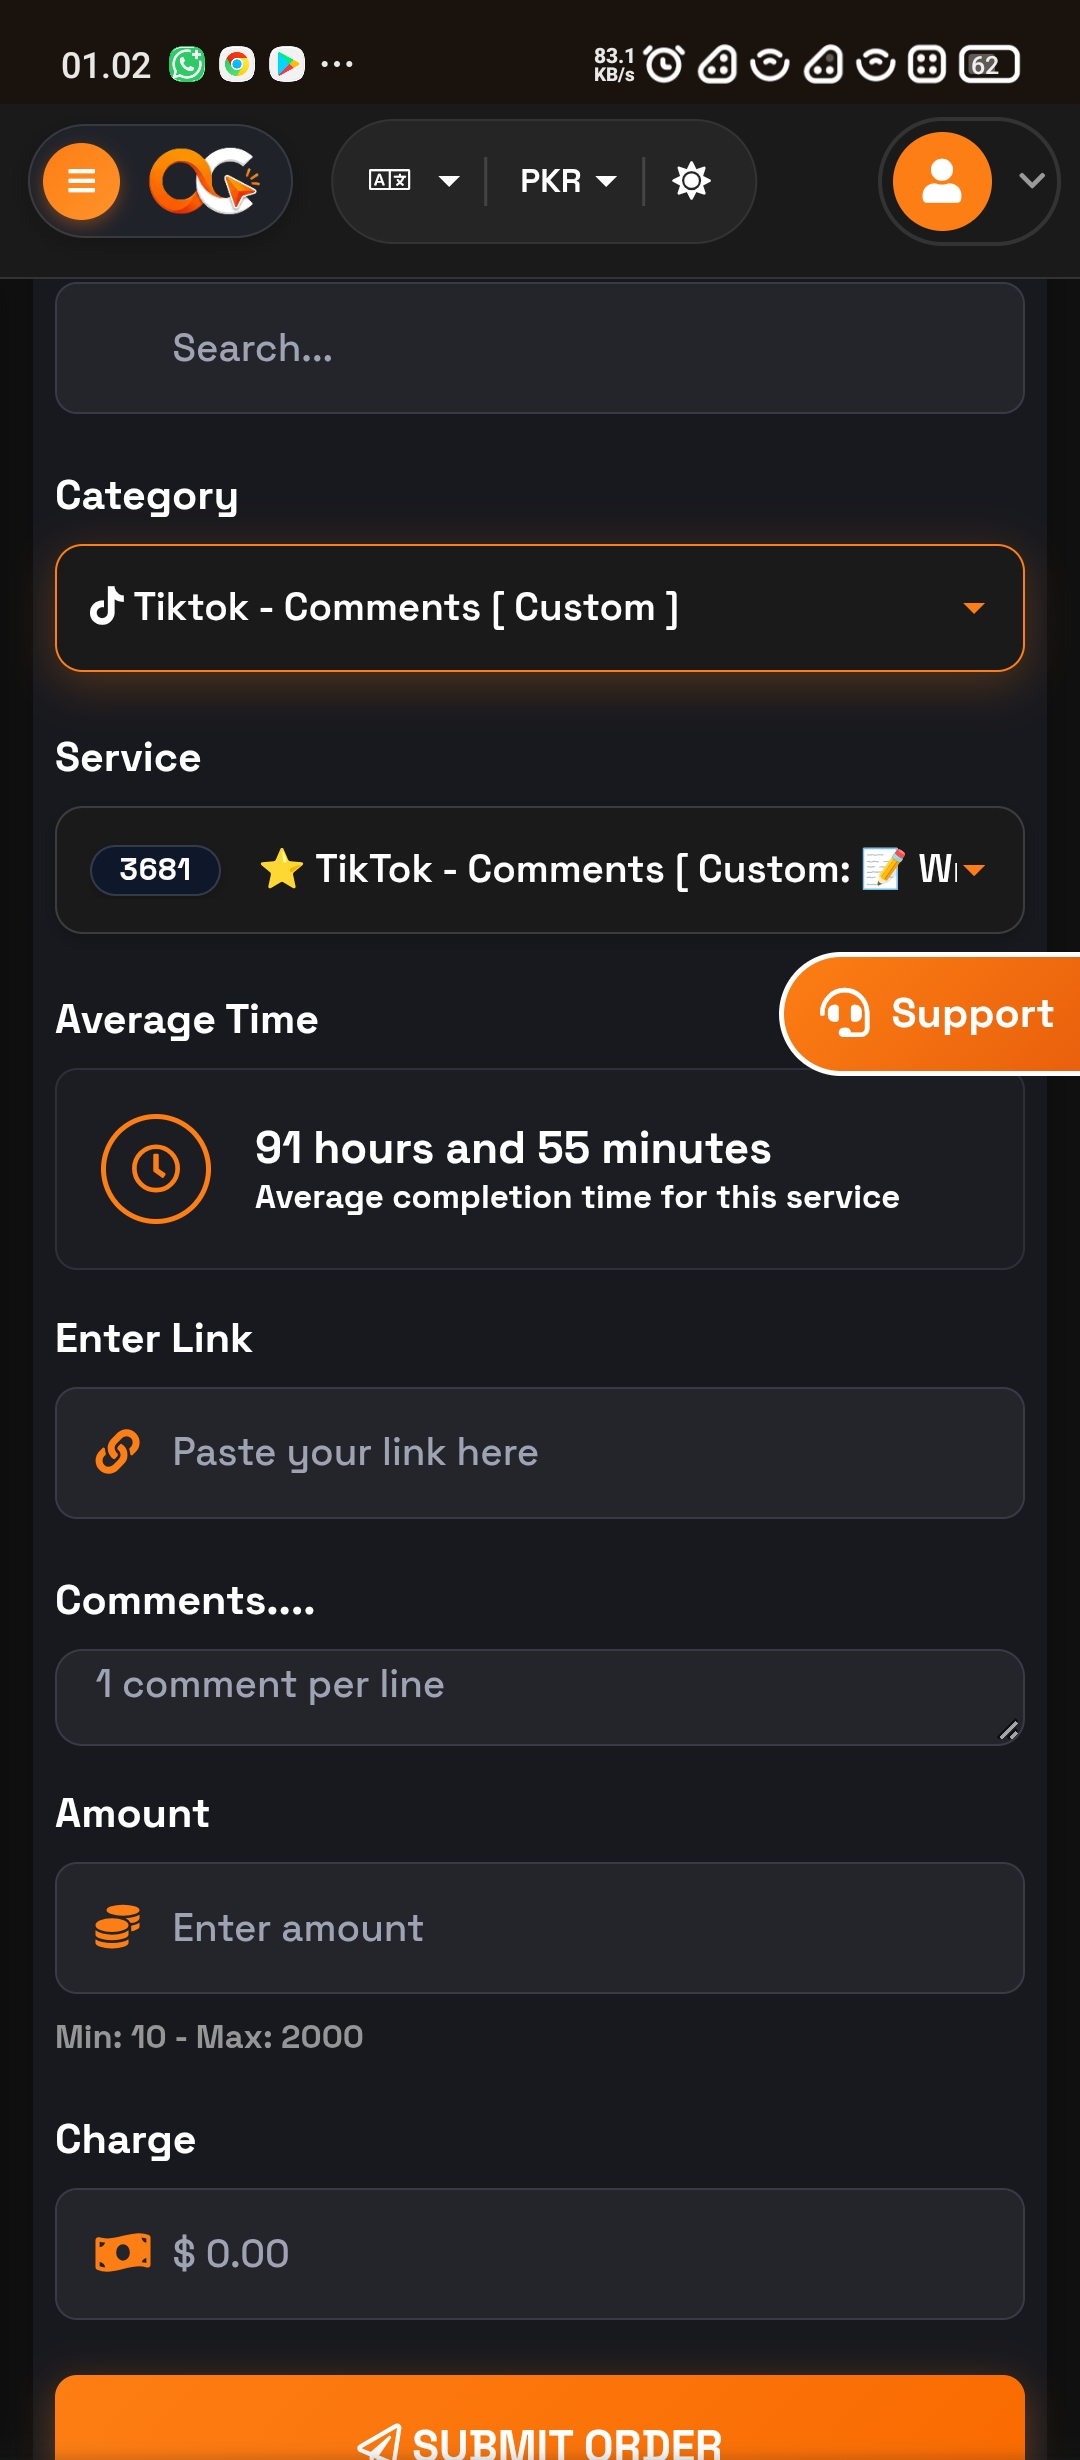 01.02
83.1
KB/s
62
PKR
Search...
Category
Tiktok - Comments [ Custom ]
Service
3681 ⭐ TikTok - Comments [ Custom: 📝
Average Time
Support
91 hours and 55 minutes
Average completion time for this service
Enter Link
Paste your link here
Comments....
1 comment per line
Amount
Enter amount
Min: 10 - Max: 2000
Charge
$ 0.00
SUBMIT ORDER